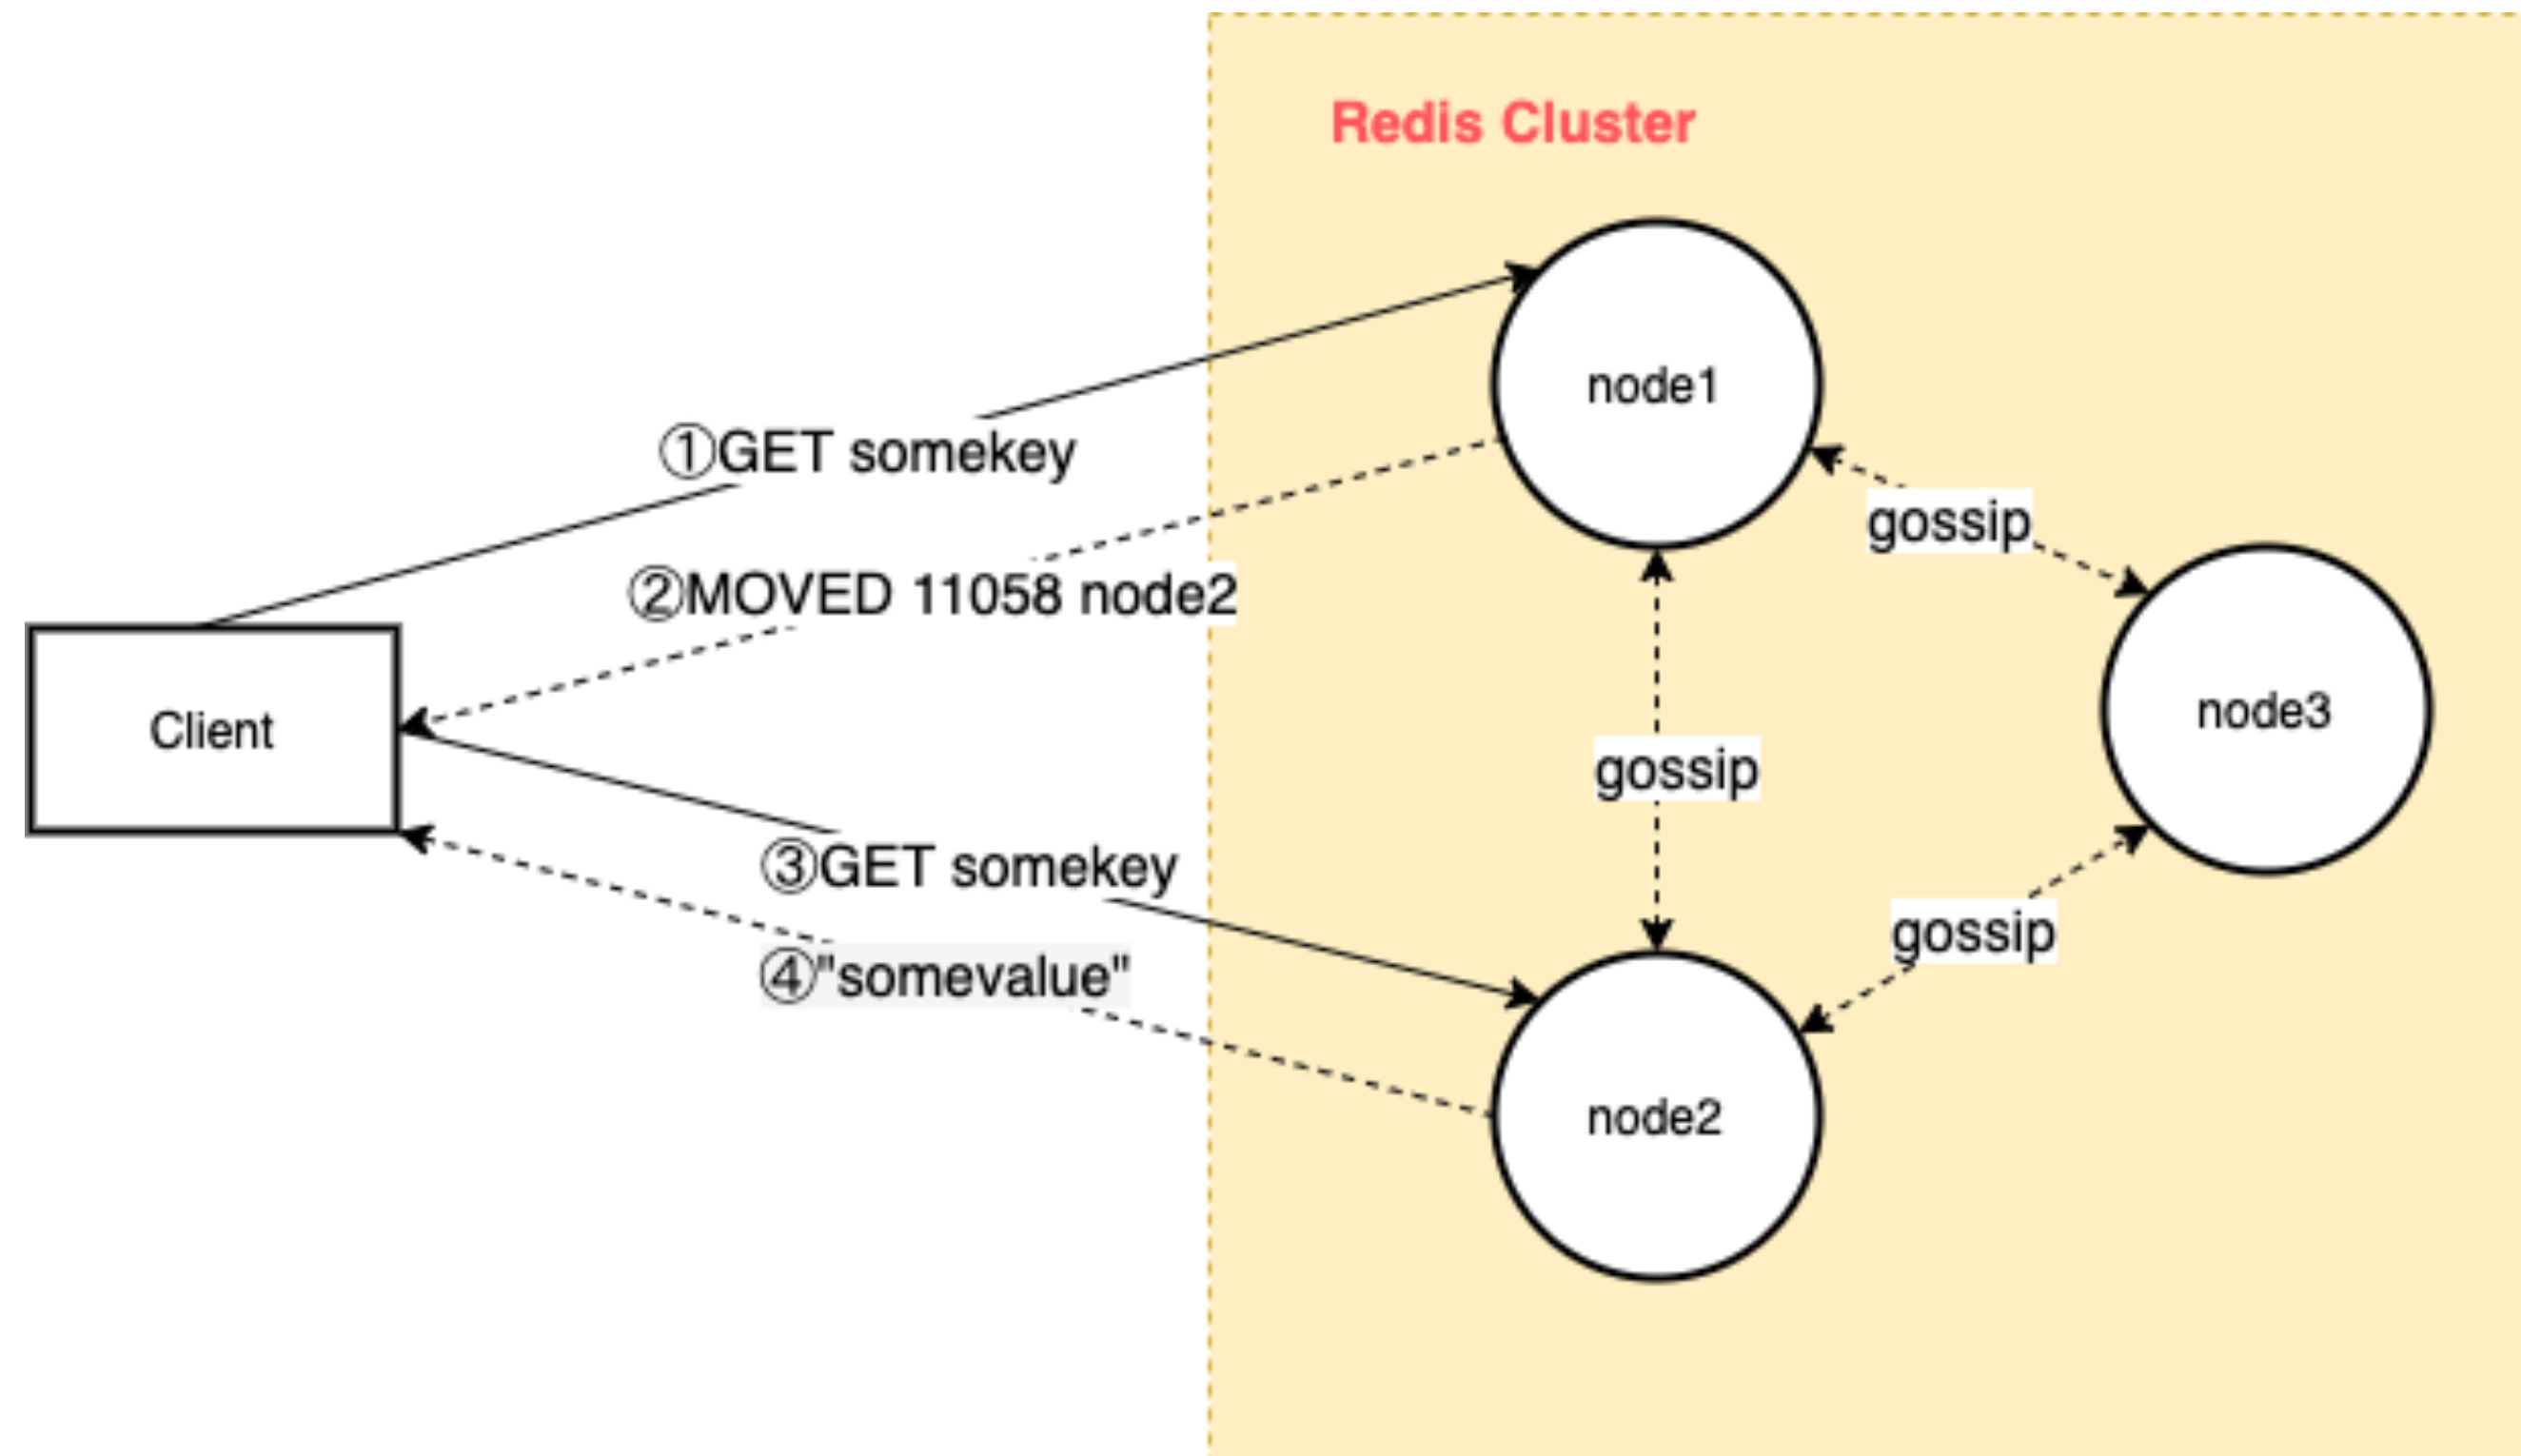 Redis Cluster
node1
①GET somekey
gossip
②MOVED 11058 node2
node3
Client
gossip
③GET somekey
gossip
④"somevalue"
node2